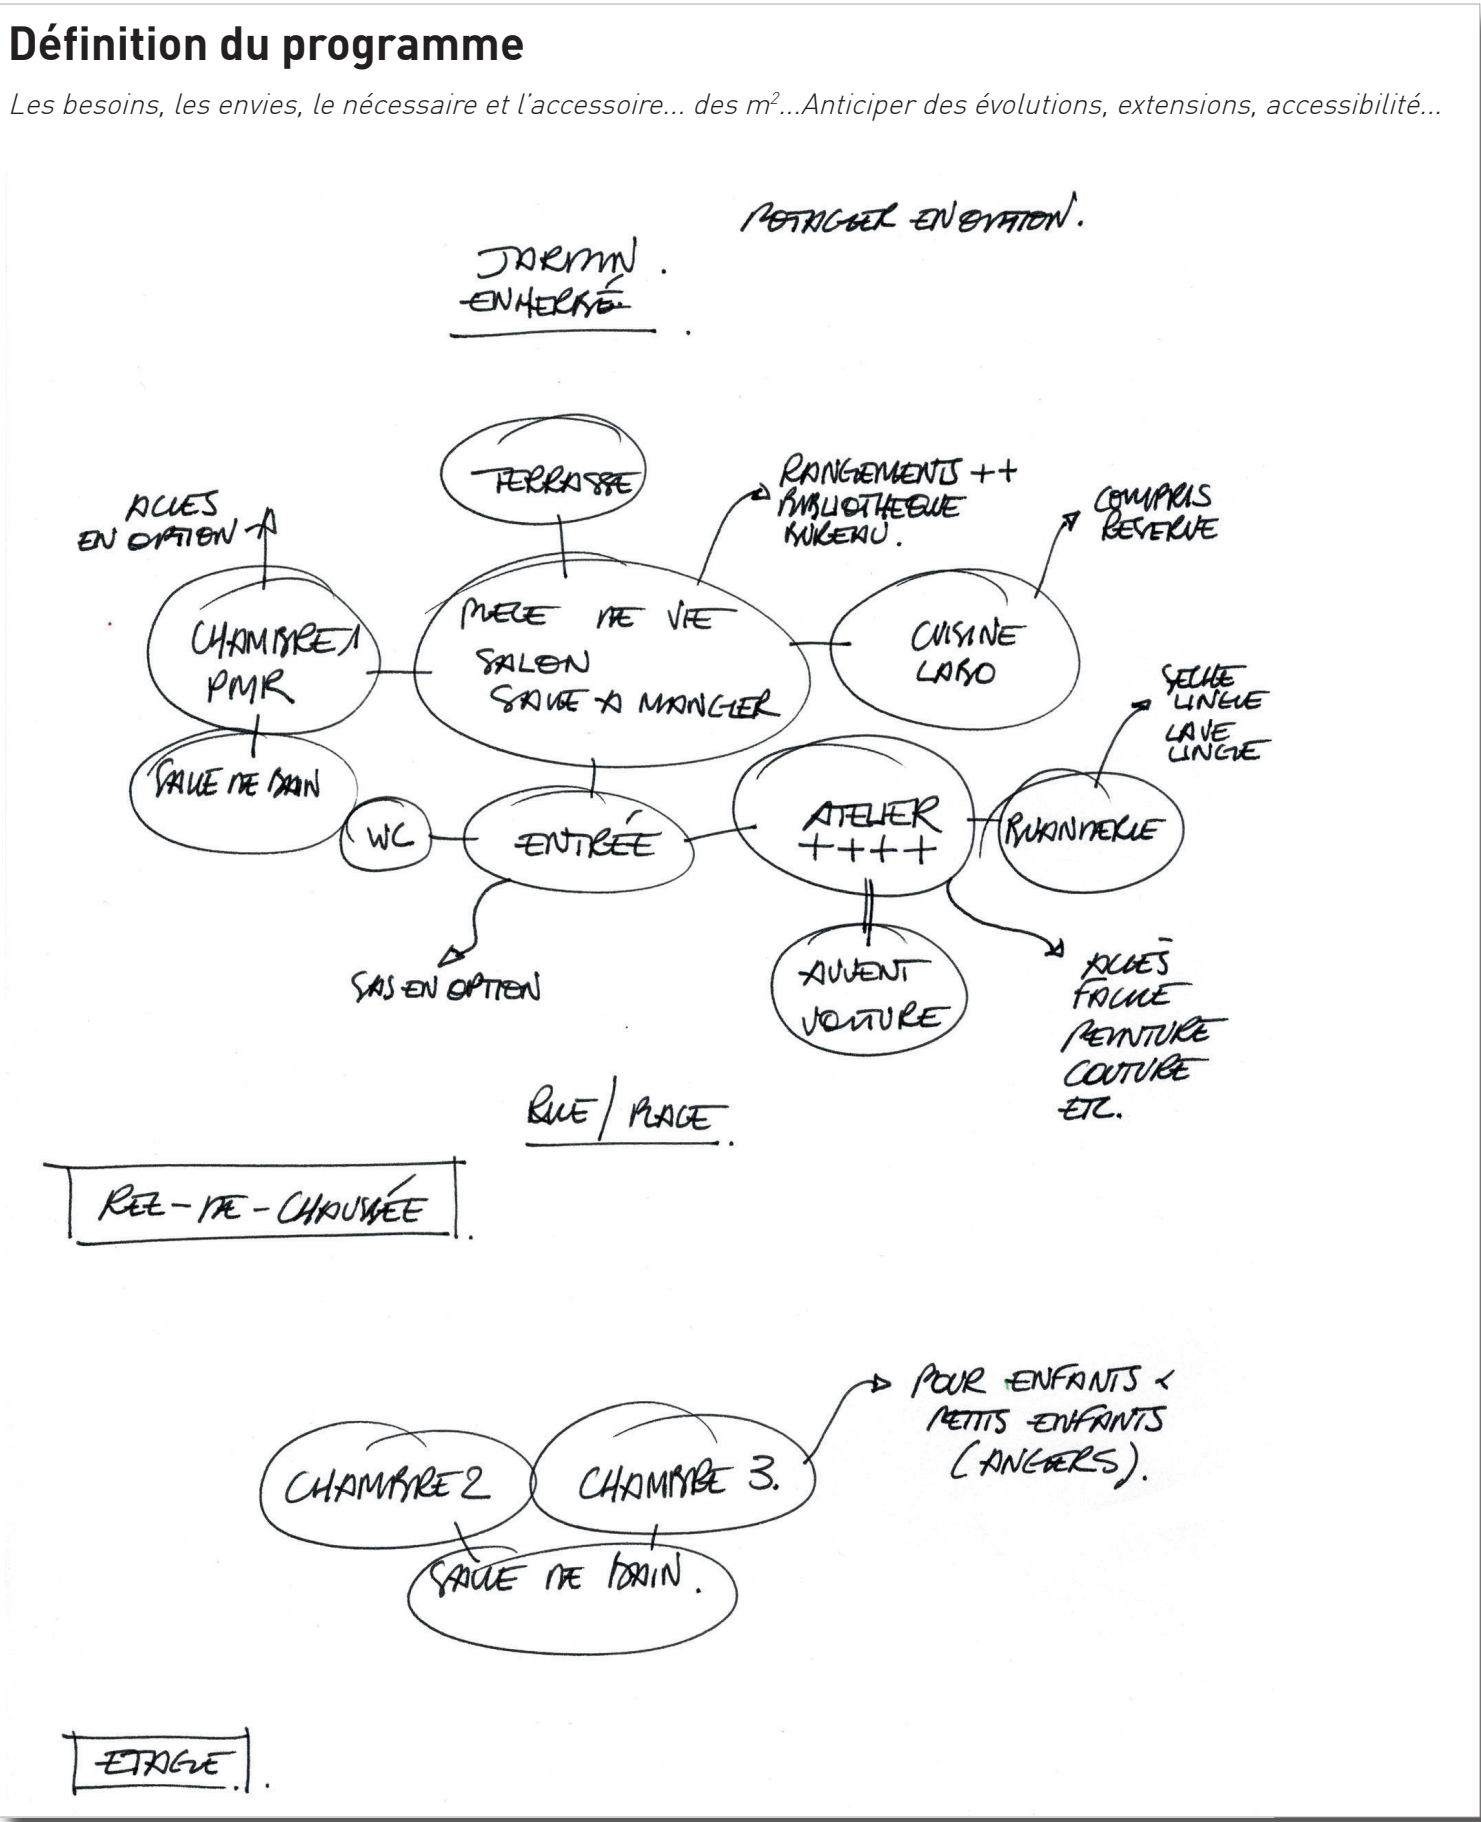 Définition du programme
Les besoins, les envies, le nécessaire et l'accessoire... des m²...Anticiper des évolutions, extensions, accessibilité...
POTAGER EN OPTION.
JARDIN.
ENHERBÉ.
TERRASSE
ACCES
EN OPTION
RANGEMENTS ++
BIBLIOTHEQUE
BUREAU.
COMPRIS
RESERVE
CHAMBRE 1
PMR
PIECE DE VIE
SALON
SALLE A MANGER
CUISINE
LABO
SECHE
LINGE
LAVE
LINGE
SALLE DE BAIN
WC
ENTRÉE
ATELIER
++++
BUANDERIE
SAS EN OPTION
AUVENT
VOITURE
ACCÈS
FACILE
PEINTURE
COUTURE
ETC.
RUE / PLACE.
REZ-DE-CHAUSSÉE.
POUR ENFANTS &
PETITS ENFANTS
(ANGERS).
CHAMBRE 2
CHAMBRE 3.
SALLE DE BAIN.
ETAGE.